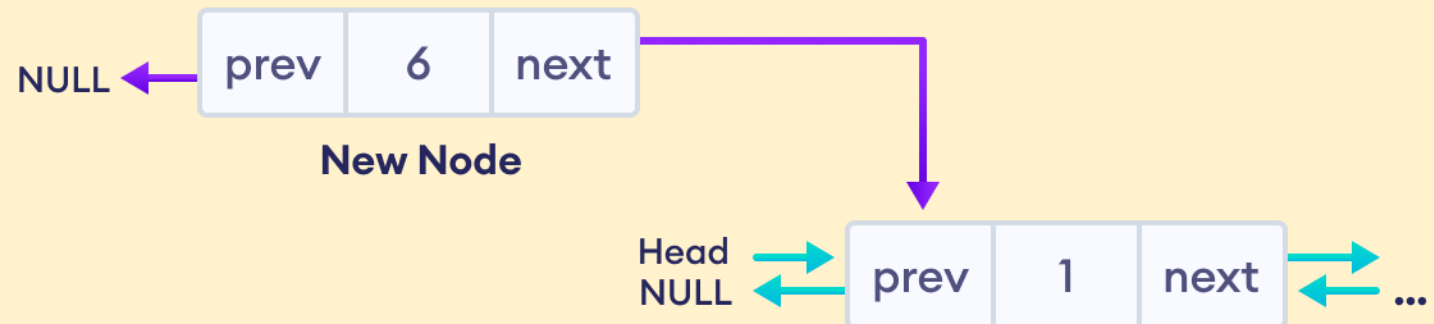 NULL prev 6 next
New Node
Head
NULL prev 1 next ...